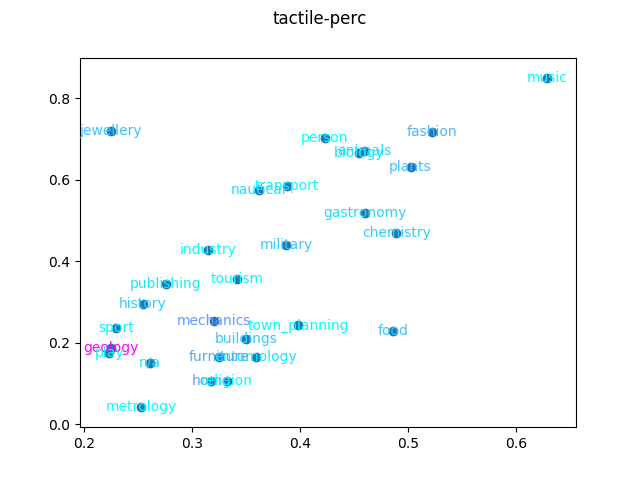 tactile-perc
music
jewellery
fashion
person
animals
biology
plants
transport
nautical
gastronomy
chemistry
military
industry
tourism
publishing
history
mechanics
town_planning
sport
food
buildings
geology
play
furniture
home
religion
metrology
0.8
0.6
0.4
0.2
0.0
0.2
0.3
0.4
0.5
0.6